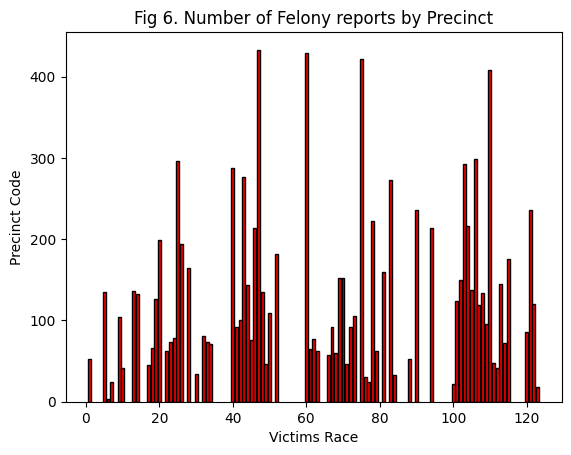 Fig 6. Number of Felony reports by Precinct
400
300
200
100
0
Precinct Code
0 20 40 60 80 100 120
Victims Race